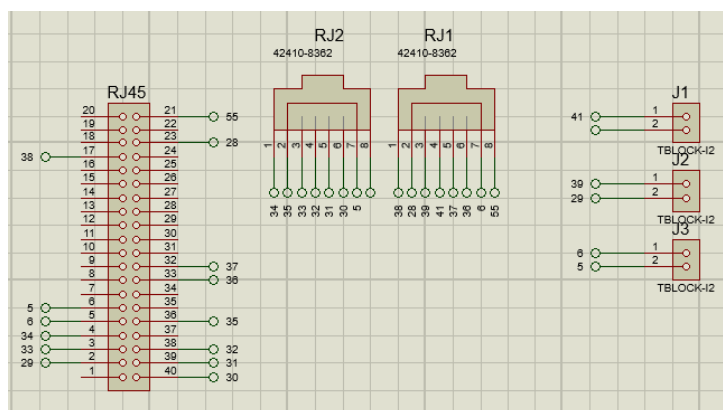 RJ2
RJ1
42410-8362
42410-8362
RJ45
J1
20 21 55
19 22
18 23 28
38 17 24
16 25
15 26
14 27
13 28
12 29
11 30
10 31
9 32 37
8 33 36
7 34
5 6 35
6 5 36 35
34 4 37
33 3 38 32
29 2 39 31
1 40 30
1 2 3 4 5 6 7 8
34 35 33 32 31 30 5
1 2 3 4 5 6 7 8
38 28 39 41 37 36 6 55
41 1
2
TBLOCK-I2
J2
39 1
29 2
TBLOCK-I2
J3
6 1
5 2
TBLOCK-I2